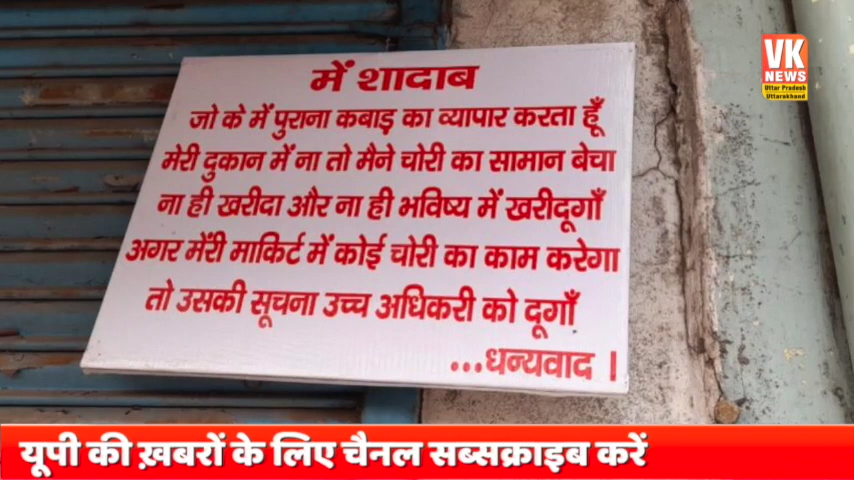 में शादाब
जो के में पुराना कबाड़ का व्यापार करता हूँ
मेरी दुकान में ना तो मैने चोरी का सामान बेचा
ना ही खरीदा और ना ही भविष्य में खरीदूगाँ
अगर मेंरी माकिर्ट में कोई चोरी का काम करेगा
तो उसकी सूचना उच्च अधिकरी को दूगाँ
...धन्यवाद ।
VK
NEWS
Uttar Pradesh
Uttarakhand
यूपी की ख़बरों के लिए चैनल सब्सक्राइब करें